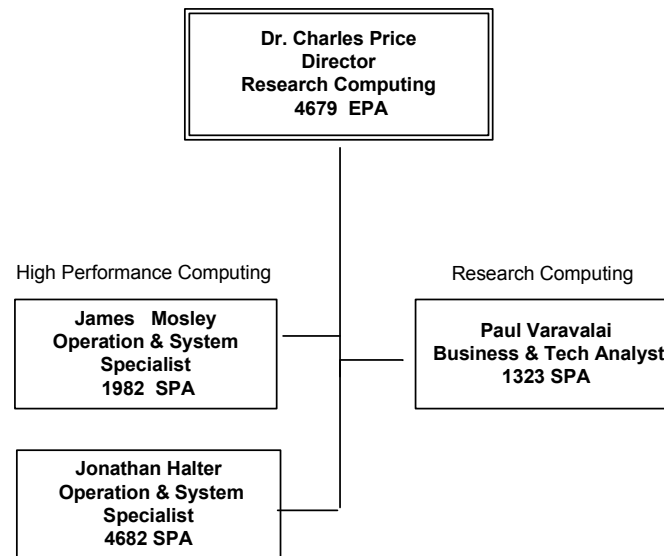 Dr. Charles Price
Director
Research Computing
4679 EPA
High Performance Computing
James Mosley
Operation & System
Specialist
1982 SPA
Jonathan Halter
Operation & System
Specialist
4682 SPA
Research Computing
Paul Varavalai
Business & Tech Analyst
1323 SPA